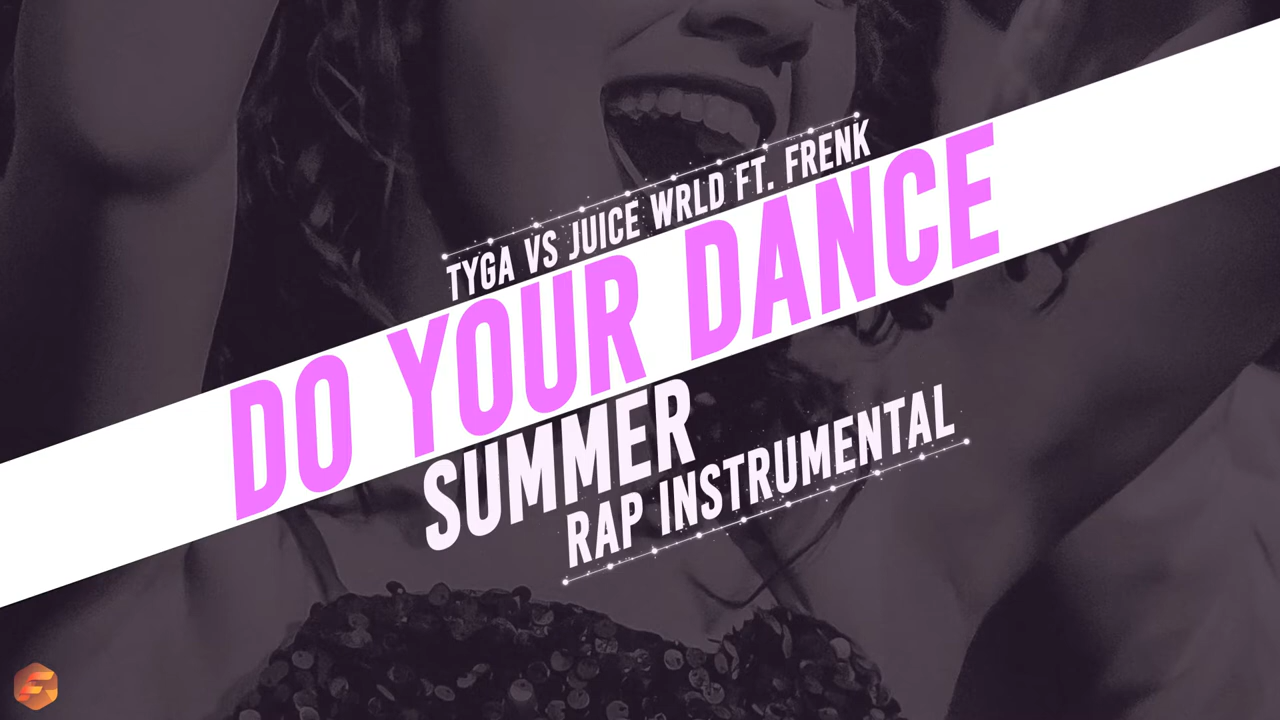 TYGA VS JUICE WRLD FT. FRENK
DO YOUR DANCE
SUMMER
RAP INSTRUMENTAL